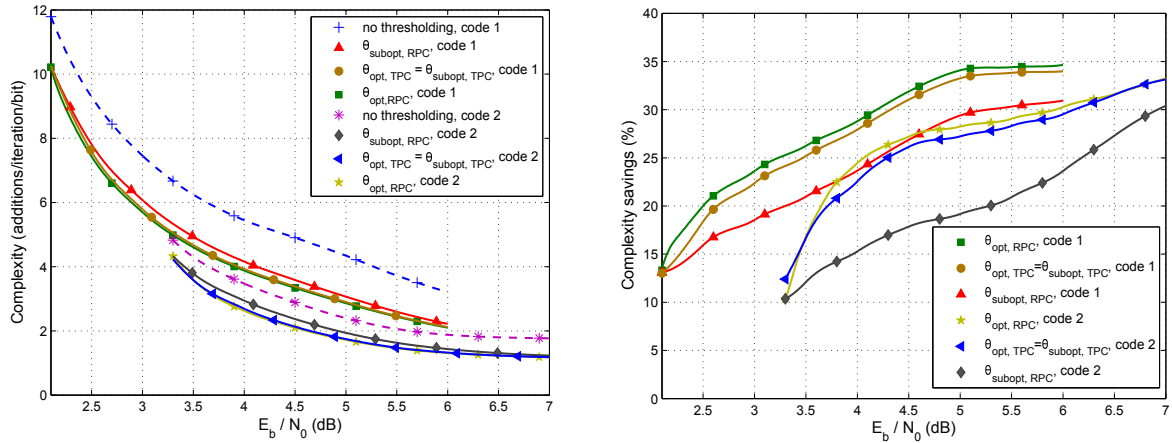 12
10
8
6
4
2
0
Complexity (additions/iteration/bit)
2.5 3 3.5 4 4.5 5 5.5 6 6.5 7
E_b / N_0 (dB)
no thresholding, code 1
θ_subopt, RPC, code 1
θ_opt, TPC = θ_subopt, TPC, code 1
θ_opt,RPC, code 1
no thresholding, code 2
θ_subopt, RPC, code 2
θ_opt, TPC = θ_subopt, TPC, code 2
θ_opt, RPC, code 2
40
35
30
25
20
15
10
5
0
Complexity savings (%)
2.5 3 3.5 4 4.5 5 5.5 6 6.5 7
E_b / N_0 (dB)
θ_opt, RPC, code 1
θ_opt, TPC=θ_subopt, TPC, code 1
θ_subopt, RPC, code 1
θ_opt, RPC, code 2
θ_opt, TPC=θ_subopt, TPC, code 2
θ_subopt, RPC, code 2